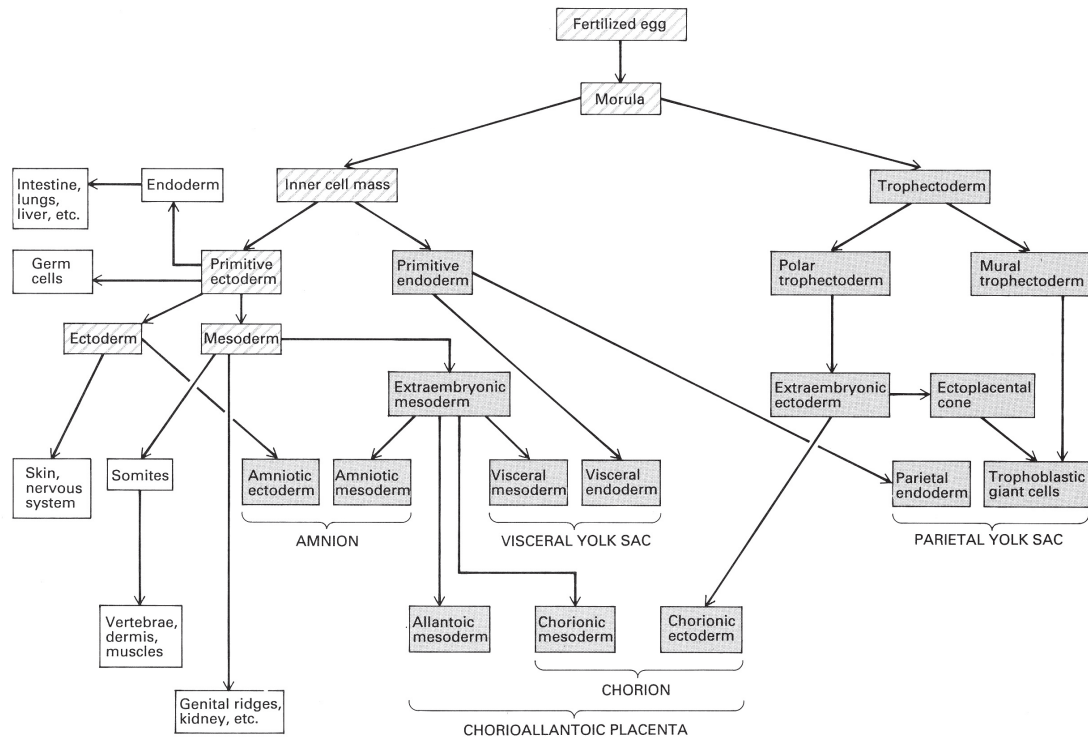 Fertilized egg
Morula
Inner cell mass
Trophectoderm
Intestine,
lungs,
liver, etc.
Endoderm
Germ
cells
Primitive
ectoderm
Primitive
endoderm
Polar
trophectoderm
Mural
trophectoderm
Ectoderm
Mesoderm
Extraembryonic
mesoderm
Extraembryonic
ectoderm
Ectoplacental
cone
Skin,
nervous
system
Somites
Amniotic
ectoderm
Amniotic
mesoderm
Visceral
mesoderm
Visceral
endoderm
Parietal
endoderm
Trophoblastic
giant cells
AMNION
VISCERAL YOLK SAC
PARIETAL YOLK SAC
Vertebrae,
dermis,
muscles
Allantoic
mesoderm
Chorionic
mesoderm
Chorionic
ectoderm
CHORION
Genital ridges,
kidney, etc.
CHORIOALLANTOIC PLACENTA